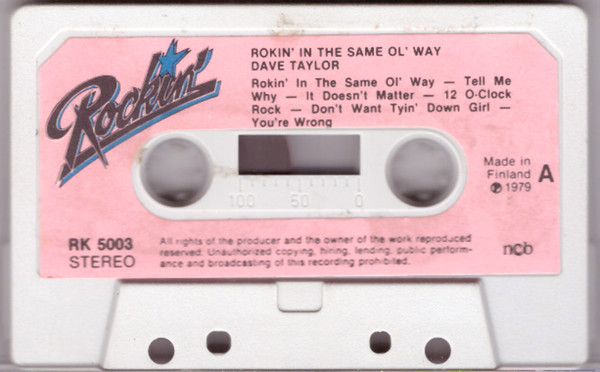 Rockin'
ROKIN' IN THE SAME OL' WAY
DAVE TAYLOR
Rokin' In The Same Ol' Way — Tell Me
Why — It Doesn't Matter — 12 O-Clock
Rock — Don't Want Tyin' Down Girl —
You're Wrong
100 50 0
Made in
Finland
℗ 1979
A
RK 5003
STEREO
All rights of the producer and the owner of the work reproduced
reserved. Unauthorized copying, hiring, lending, public perform-
ance and broadcasting of this recording prohibited.
ncb